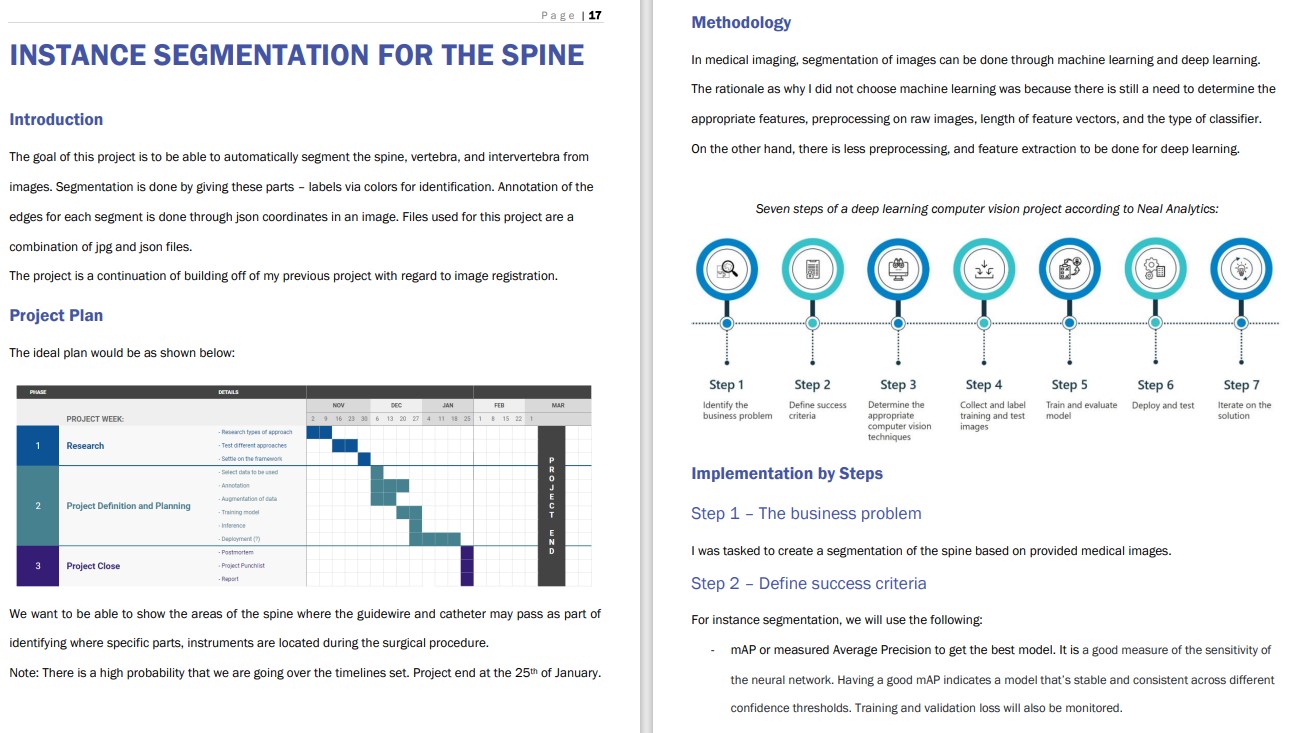 Page | 17
INSTANCE SEGMENTATION FOR THE SPINE
Introduction
The goal of this project is to be able to automatically segment the spine, vertebra, and intervertebra from
images. Segmentation is done by giving these parts – labels via colors for identification. Annotation of the
edges for each segment is done through json coordinates in an image. Files used for this project are a
combination of jpg and json files.
The project is a continuation of building off of my previous project with regard to image registration.
Project Plan
The ideal plan would be as shown below:
PHASE DETAILS
NOV DEC JAN FEB MAR
PROJECT WEEK: 2 9 16 23 30 6 13 20 27 4 11 18 25 1 8 15 22 1
1 Research
- Research types of approach
- Test different approaches
- Settle on the framework
2 Project Definition and Planning
- Select data to be used
- Annotation
- Augmentation of data
- Training model
- Inference
- Deployment (?)
3 Project Close
- Postmortem
- Project Punchlist
- Report
PROJECT END
We want to be able to show the areas of the spine where the guidewire and catheter may pass as part of
identifying where specific parts, instruments are located during the surgical procedure.
Note: There is a high probability that we are going over the timelines set. Project end at the 25th of January.
Methodology
In medical imaging, segmentation of images can be done through machine learning and deep learning.
The rationale as why I did not choose machine learning was because there is still a need to determine the
appropriate features, preprocessing on raw images, length of feature vectors, and the type of classifier.
On the other hand, there is less preprocessing, and feature extraction to be done for deep learning.
Seven steps of a deep learning computer vision project according to Neal Analytics:
Step 1
Identify the
business problem
Step 2
Define success
criteria
Step 3
Determine the
appropriate
computer vision
techniques
Step 4
Collect and label
training and test
images
Step 5
Train and evaluate
model
Step 6
Deploy and test
Step 7
Iterate on the
solution
Implementation by Steps
Step 1 – The business problem
I was tasked to create a segmentation of the spine based on provided medical images.
Step 2 – Define success criteria
For instance segmentation, we will use the following:
- mAP or measured Average Precision to get the best model. It is a good measure of the sensitivity of
the neural network. Having a good mAP indicates a model that's stable and consistent across different
confidence thresholds. Training and validation loss will also be monitored.